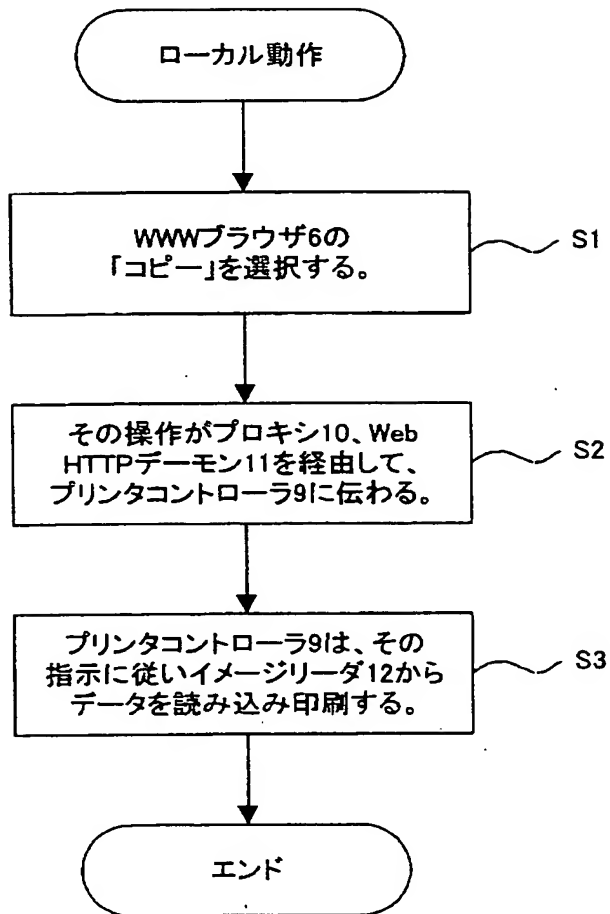 ローカル動作
WWWブラウザ6の
「コピー」を選択する。
S1
その操作がプロキシ10、Web
HTTPデーモン11を経由して、
プリンタコントローラ9に伝わる。
S2
プリンタコントローラ9は、その
指示に従いイメージリーダ12から
データを読み込み印刷する。
S3
エンド